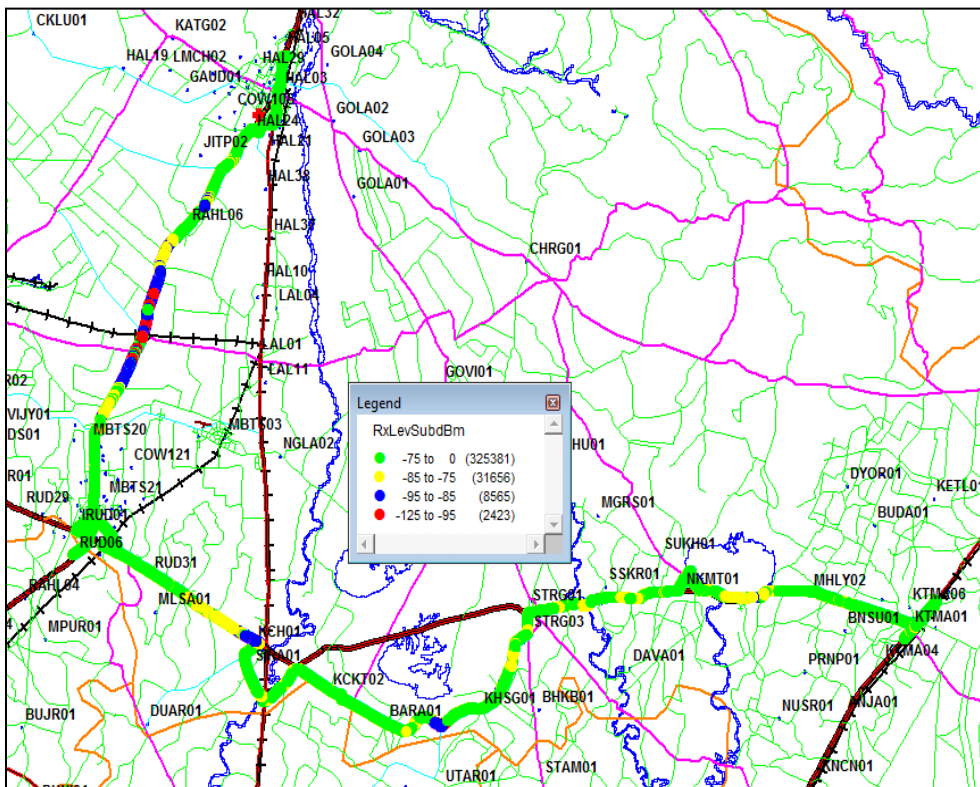 CKLU01
KATG02
HAL32
HAL05
GOLA04
HAL19
LMCH02
HAL29
GAUD01
HAL03
GOLA02
HAL24
GOLA03
JITP02
HAL21
HAL38
GOLA01
RAHL06
CHRG01
HAL10
LAL04
LAL01
LAL11
GOVI01
R02
VIJY01
DS01
MBTS20
MBTS03
NGLA02
HU01
COW121
R01
RUD29
MBTS21
DYOR01
KETL01
BUDA01
MGRS01
RUD06
SUKH01
RUD31
RAHL04
MLSA01
SSKR01
NKMT01
MHLY02
STRG01
STRG03
KTMA06
KTMA01
BNSU01
MPUR01
KCH01
KTMA04
DAVA01
PRNP01
KCKT02
KHSG01
BHKB01
BUJR01
DUAR01
BARA01
NUSR01
NJA01
UTAR01
STAM01
KNCN01
Legend
RxLevSubdBm
-75 to 0 (325381)
-85 to -75 (31656)
-95 to -85 (8565)
-125 to -95 (2423)